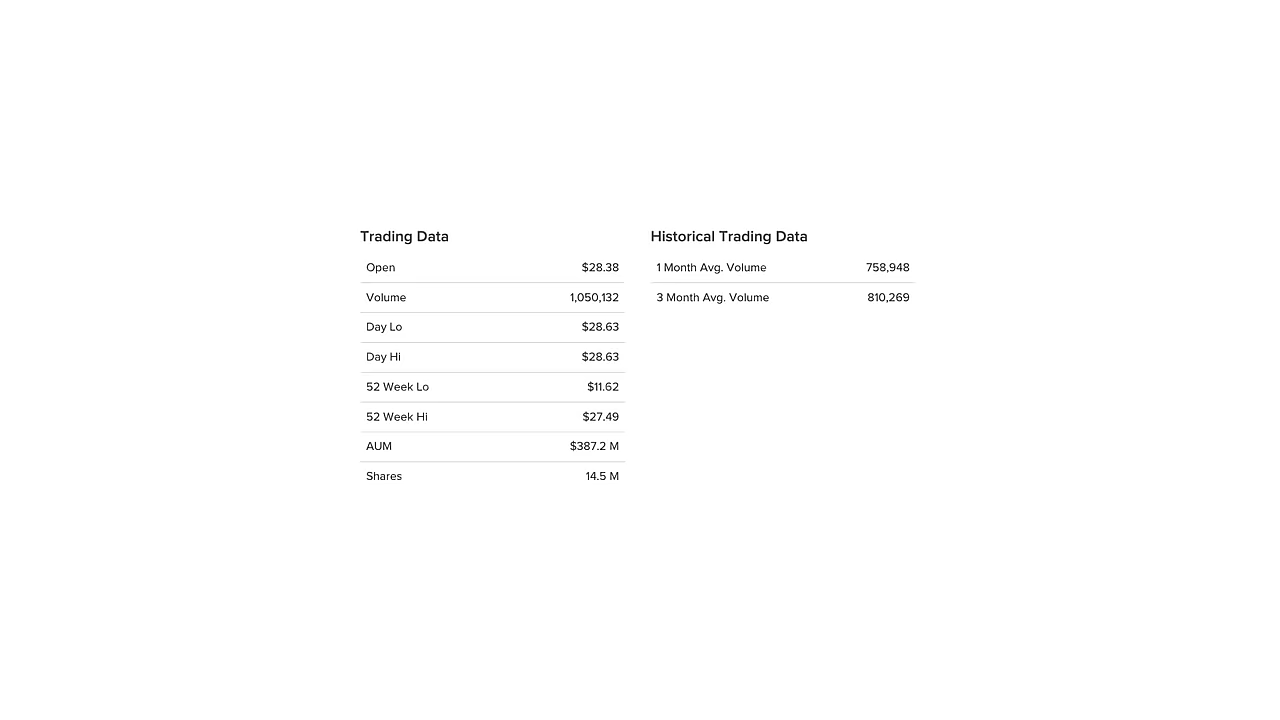 Trading Data
Open $28.38
Volume 1,050,132
Day Lo $28.63
Day Hi $28.63
52 Week Lo $11.62
52 Week Hi $27.49
AUM $387.2 M
Shares 14.5 M
Historical Trading Data
1 Month Avg. Volume 758,948
3 Month Avg. Volume 810,269